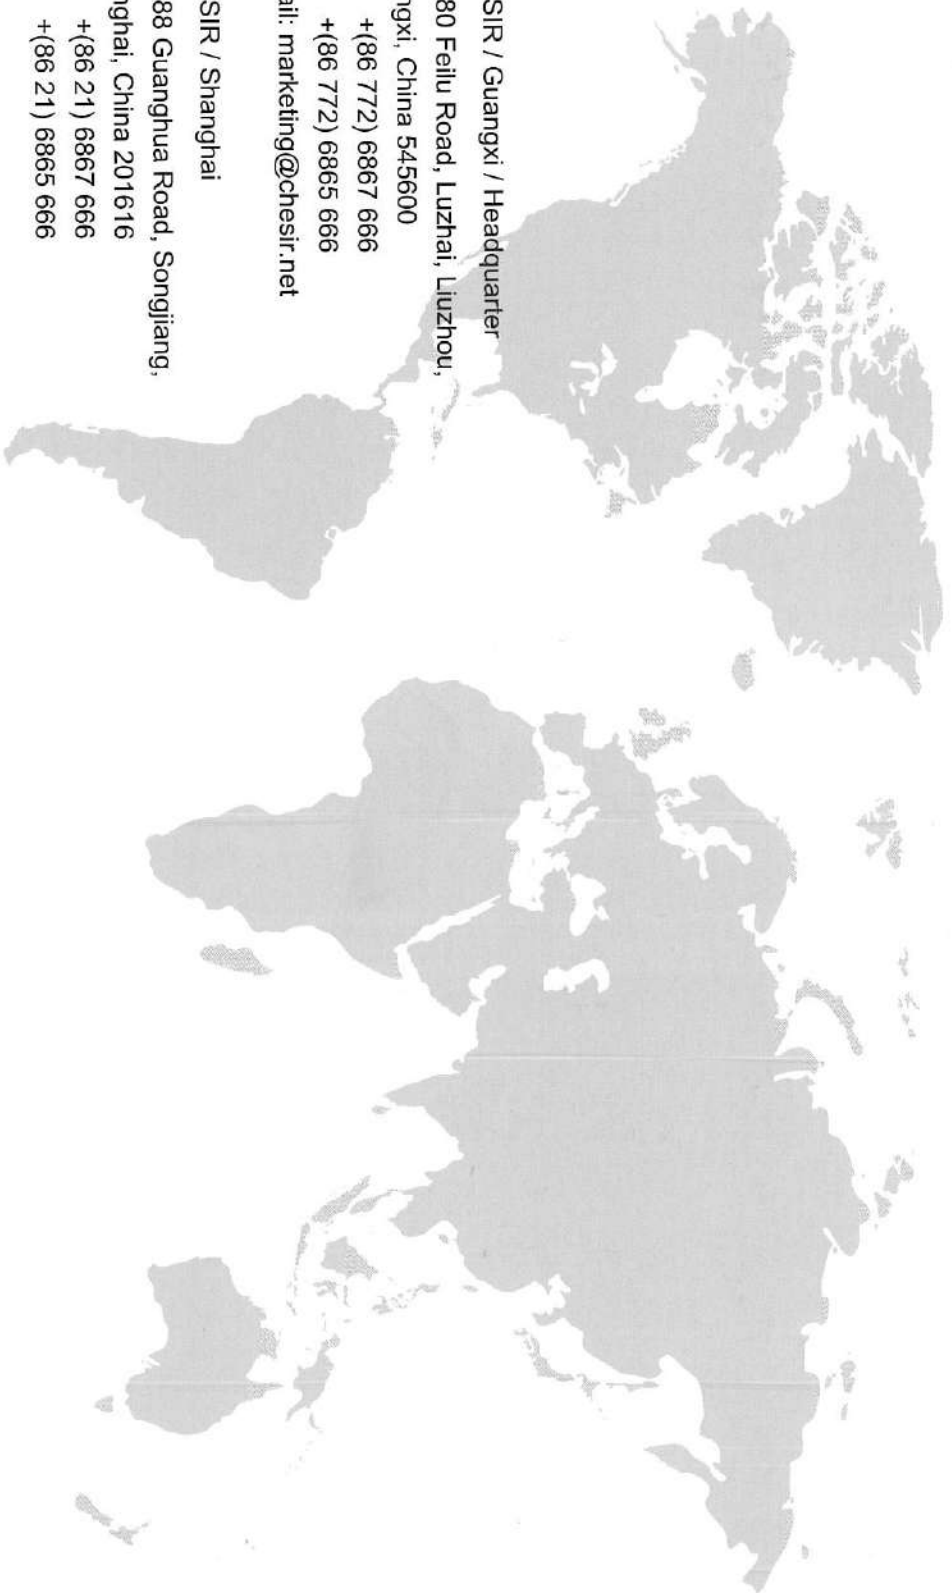 SIR / Guangxi / Headquarter
80 Feilu Road, Luzhai, Liuzhou,
ngxi, China 545600
+(86 772) 6867 666
+(86 772) 6865 666
ail: marketing@chesir.net
SIR / Shanghai
88 Guanghua Road, Songjiang,
nghai, China 201616
+(86 21) 6867 666
+(86 21) 6865 666